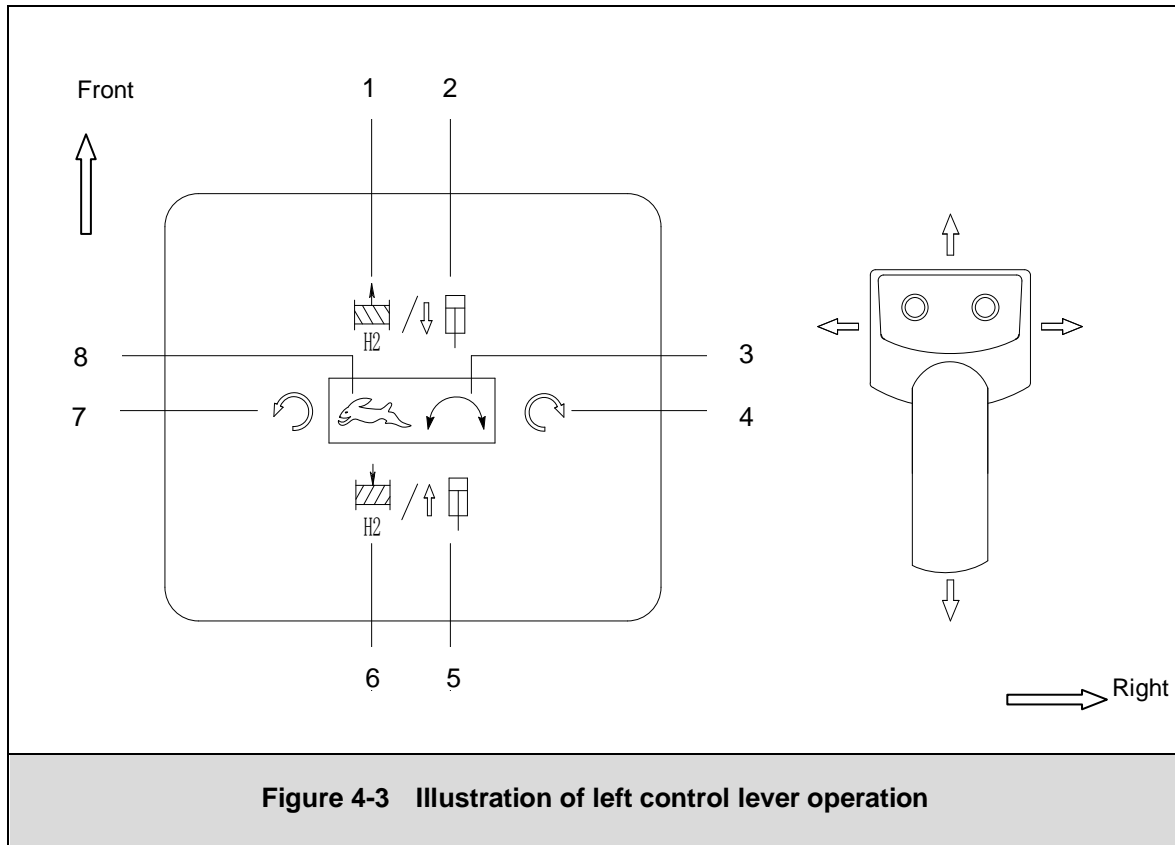 Front
1 2
H2
8 3
7 4
H2
6 5
Right
Figure 4-3 Illustration of left control lever operation